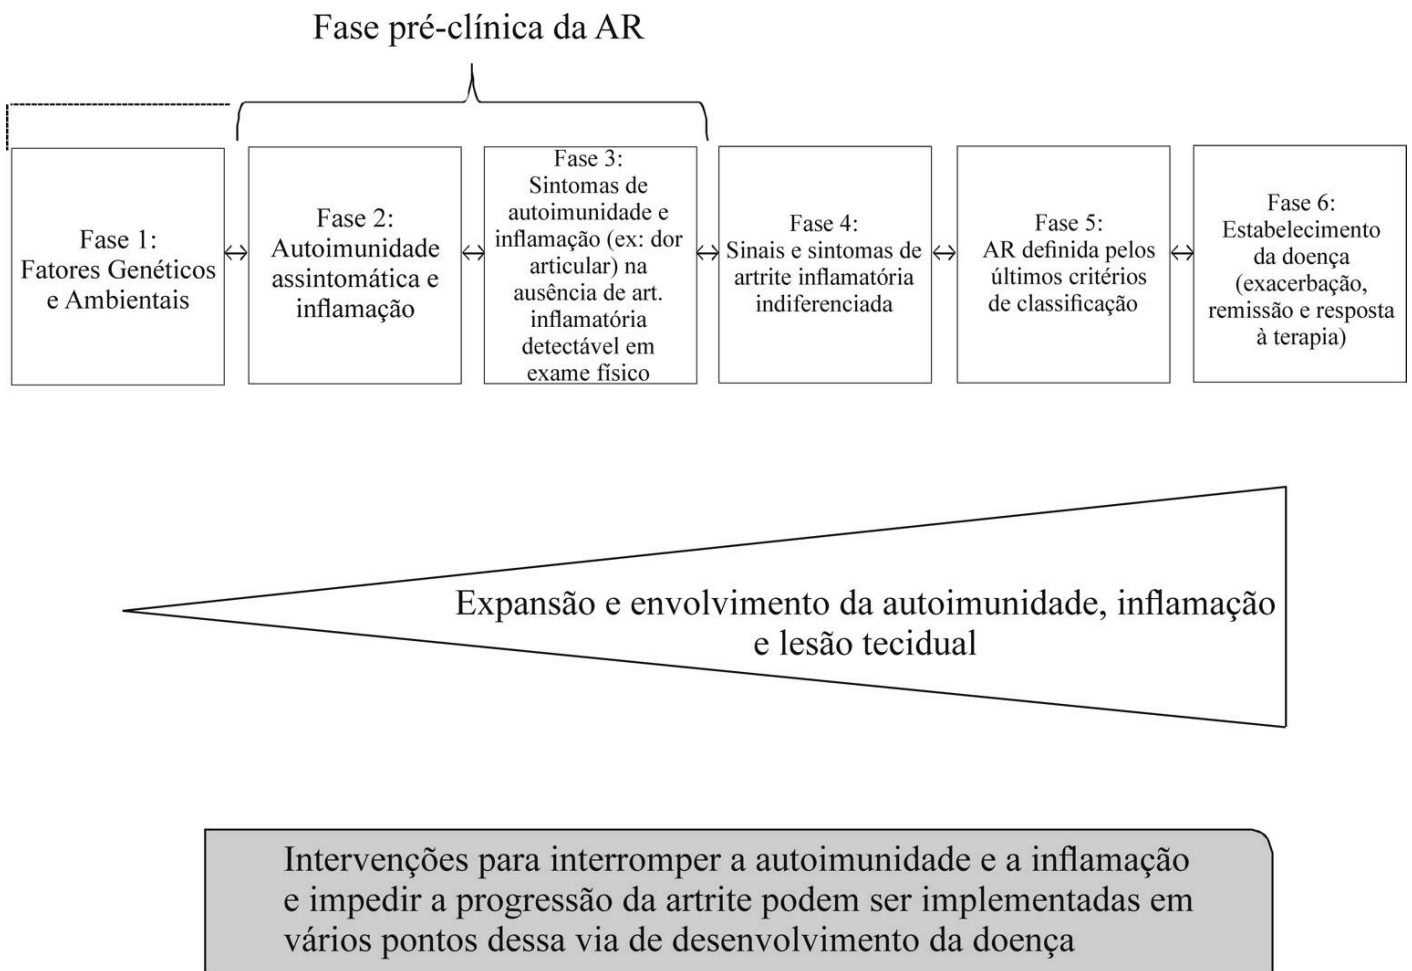 Fase pré-clínica da AR
Fase 1:
Fatores Genéticos
e Ambientais
Fase 2:
Autoimunidade
assintomática e
inflamação
Fase 3:
Sintomas de
autoimunidade e
inflamação (ex: dor
articular) na
ausência de art.
inflamatória
detectável em
exame físico
Fase 4:
Sinais e sintomas de
artrite inflamatória
indiferenciada
Fase 5:
AR definida pelos
últimos critérios
de classificação
Fase 6:
Estabelecimento
da doença
(exacerbação,
remissão e resposta
à terapia)
Expansão e envolvimento da autoimunidade, inflamação
e lesão tecidual
Intervenções para interromper a autoimunidade e a inflamação
e impedir a progressão da artrite podem ser implementadas em
vários pontos dessa via de desenvolvimento da doença